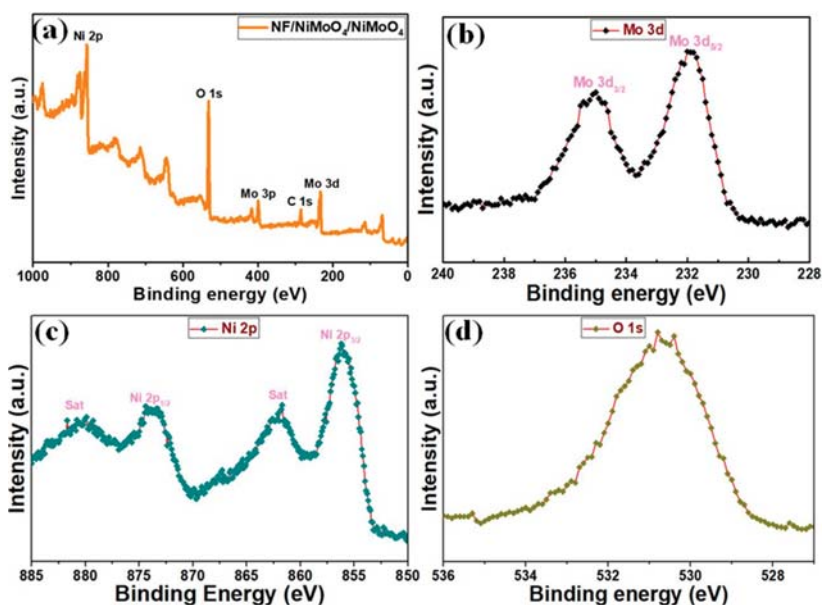 (a)
NF/NiMoO₄/NiMoO₄
Ni 2p
O 1s
Mo 3p
C 1s
Mo 3d
Intensity (a.u.)
1000 800 600 400 200 0
Binding energy (eV)
(b)
Mo 3d
Mo 3d₃/₂
Mo 3d₅/₂
Intensity (a.u.)
240 238 236 234 232 230 228
Binding energy (eV)
(c)
Ni 2p
Sat
Ni 2p₁/₂
Sat
Ni 2p₃/₂
Intensity (a.u.)
885 880 875 870 865 860 855 850
Binding Energy (eV)
(d)
O 1s
Intensity (a.u.)
536 534 532 530 528
Binding energy (eV)